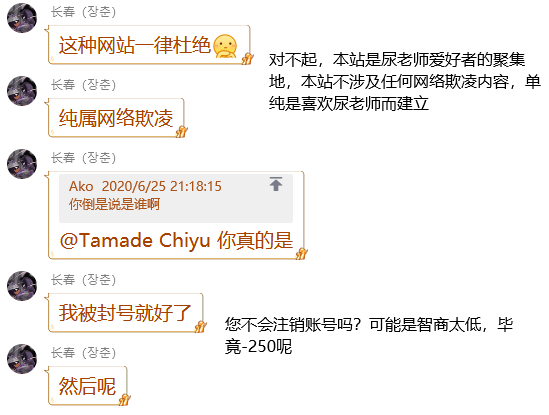 长春（장춘）
这种网站一律杜绝
对不起，本站是尿老师爱好者的聚集
地，本站不涉及任何网络欺凌内容，单
纯是喜欢尿老师而建立
长春（장춘）
纯属网络欺凌
长春（장춘）
Ako 2020/6/25 21:18:15
你倒是说是谁啊
@Tamade Chiyu 你真的是
长春（장춘）
我被封号就好了
您不会注销账号吗？可能是智商太低，毕
竟-250呢
长春（장춘）
然后呢